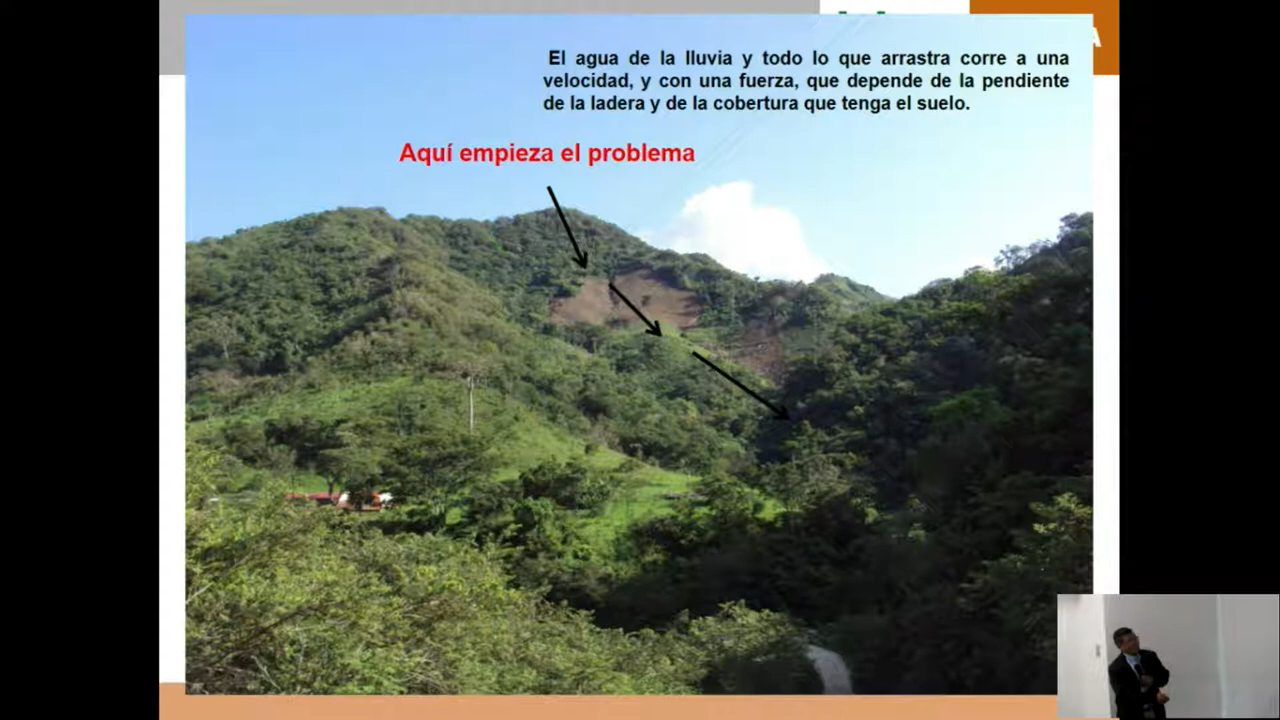 El agua de la lluvia y todo lo que arrastra corre a una
velocidad, y con una fuerza, que depende de la pendiente
de la ladera y de la cobertura que tenga el suelo.
Aquí empieza el problema